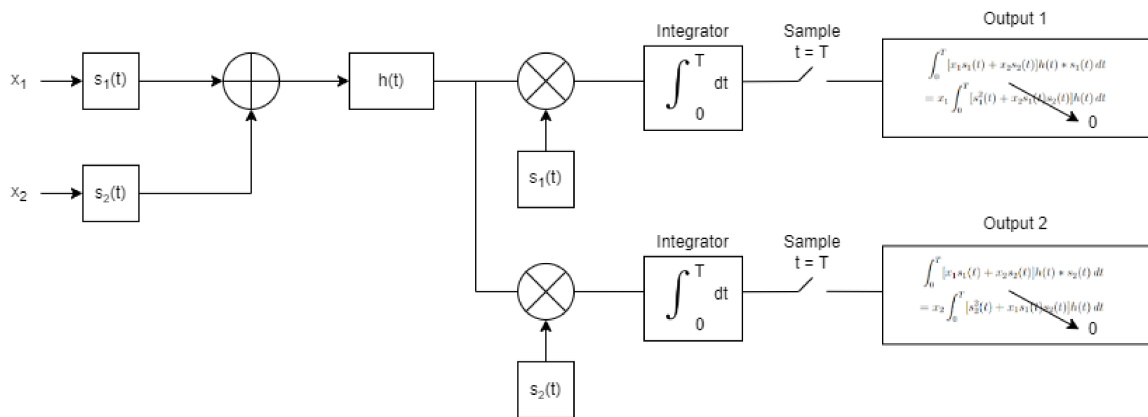 x₁
s₁(t)
h(t)
x₂
s₂(t)
s₁(t)
Integrator
∫₀ᵀ dt
Sample
t = T
Output 1
∫₀ᵀ [x₁s₁(t) + x₂s₂(t)]h(t) * s₁(t) dt
= x₁ ∫₀ᵀ [s₁²(t) + x₂s₁(t)s₂(t)]h(t) dt
0
s₂(t)
Integrator
∫₀ᵀ dt
Sample
t = T
Output 2
∫₀ᵀ [x₁s₁(t) + x₂s₂(t)]h(t) * s₂(t) dt
= x₂ ∫₀ᵀ [s₂²(t) + x₁s₁(t)s₂(t)]h(t) dt
0